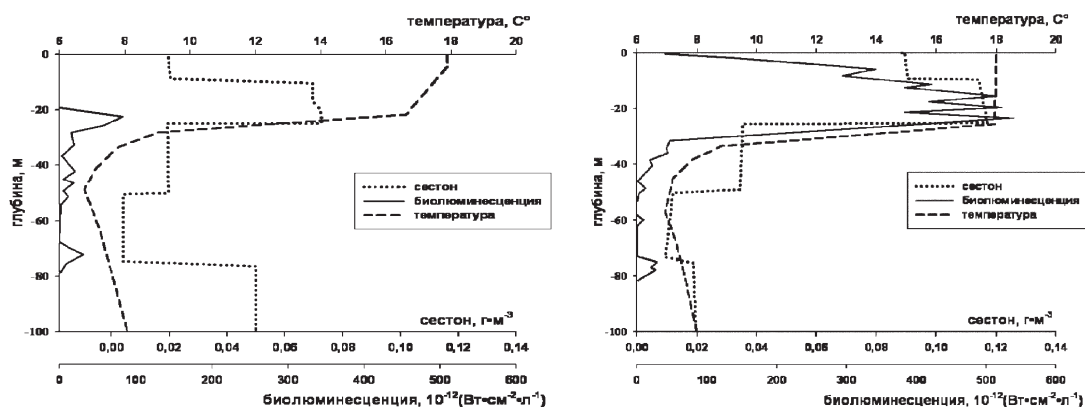 температура, С°
6 8 10 12 14 16 18 20
0
-20
-40
-60
-80
-100
глубина, м
сестон
биолюминесценция
температура
сестон, г•м⁻³
0,00 0,02 0,04 0,06 0,08 0,10 0,12 0,14
0 100 200 300 400 500 600
биолюминесценция, 10⁻¹²(Вт•см⁻²•л⁻¹)
температура, С°
6 8 10 12 14 16 18 20
0
-20
-40
-60
-80
-100
глубина, м
сестон
биолюминесценция
температура
сестон, г•м⁻³
0,00 0,02 0,04 0,06 0,08 0,10 0,12 0,14
0 100 200 300 400 500 600
биолюминесценция, 10⁻¹²(Вт•см⁻²•л⁻¹)